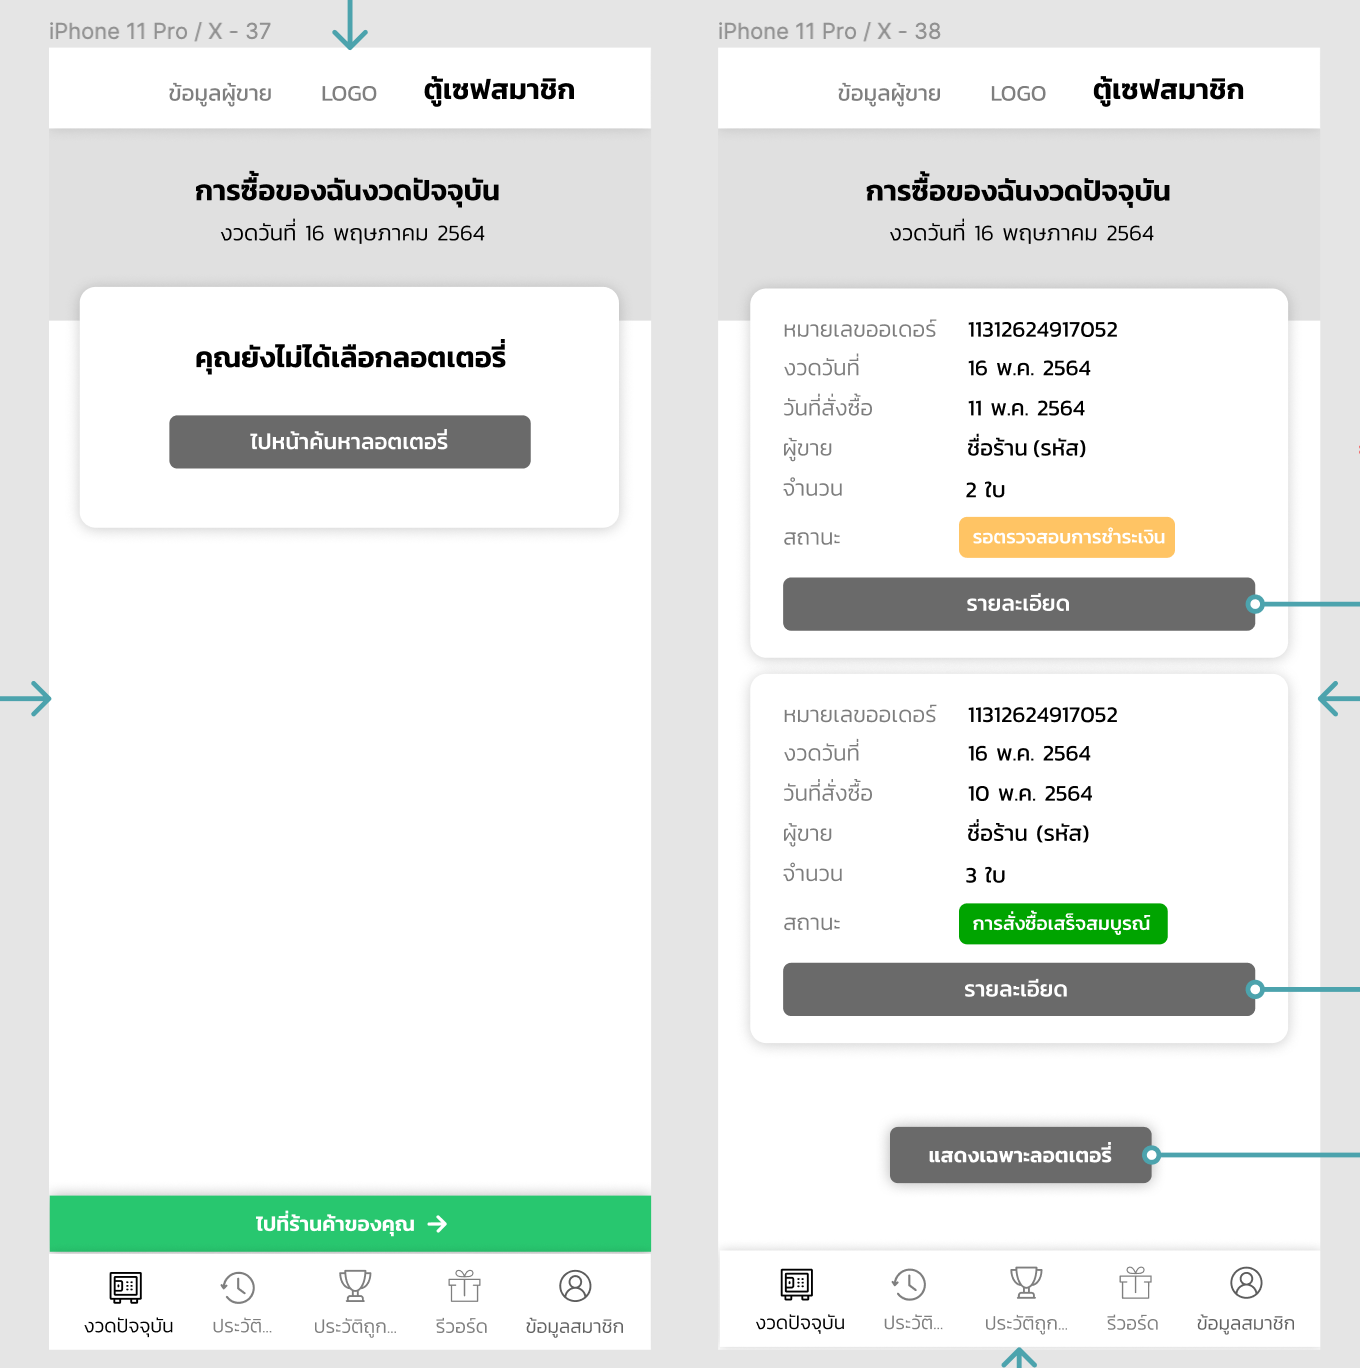 iPhone 11 Pro / X - 37
ข้อมูลผู้ขาย LOGO ตู้เซฟสมาชิก
การซื้อของฉันงวดปัจจุบัน
งวดวันที่ 16 พฤษภาคม 2564
คุณยังไม่ได้เลือกลอตเตอรี่
ไปหน้าค้นหาลอตเตอรี่
ไปที่ร้านค้าของคุณ →
งวดปัจจุบัน ประวัติ... ประวัติถูก... รีวอร์ด ข้อมูลสมาชิก
iPhone 11 Pro / X - 38
ข้อมูลผู้ขาย LOGO ตู้เซฟสมาชิก
การซื้อของฉันงวดปัจจุบัน
งวดวันที่ 16 พฤษภาคม 2564
หมายเลขออเดอร์ 11312624917052
งวดวันที่ 16 พ.ค. 2564
วันที่สั่งซื้อ 11 พ.ค. 2564
ผู้ขาย ชื่อร้าน (รหัส)
จำนวน 2 ใบ
สถานะ รอตรวจสอบการชำระเงิน
รายละเอียด
หมายเลขออเดอร์ 11312624917052
งวดวันที่ 16 พ.ค. 2564
วันที่สั่งซื้อ 10 พ.ค. 2564
ผู้ขาย ชื่อร้าน (รหัส)
จำนวน 3 ใบ
สถานะ การสั่งซื้อเสร็จสมบูรณ์
รายละเอียด
แสดงเฉพาะลอตเตอรี่
งวดปัจจุบัน ประวัติ... ประวัติถูก... รีวอร์ด ข้อมูลสมาชิก